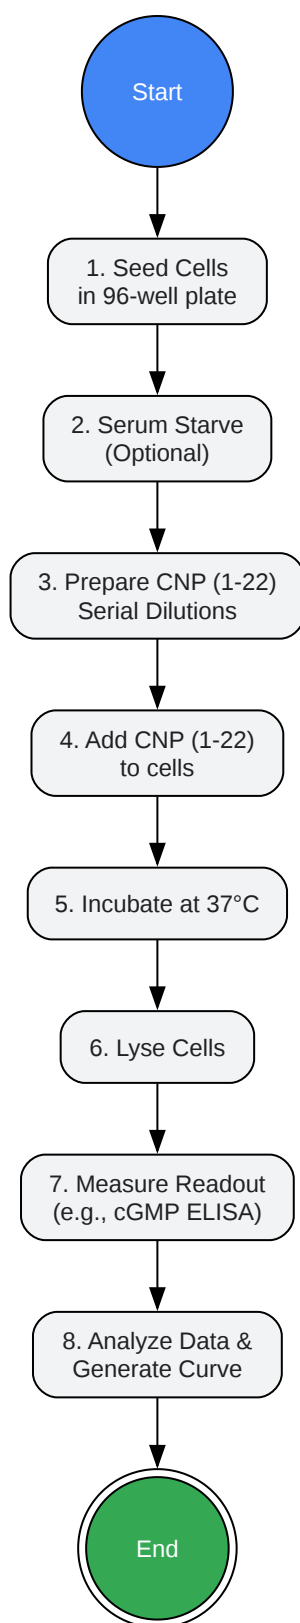 Start
1. Seed Cells
in 96-well plate
2. Serum Starve
(Optional)
3. Prepare CNP (1-22)
Serial Dilutions
4. Add CNP (1-22)
to cells
5. Incubate at 37°C
6. Lyse Cells
7. Measure Readout
(e.g., cGMP ELISA)
8. Analyze Data &
Generate Curve
End